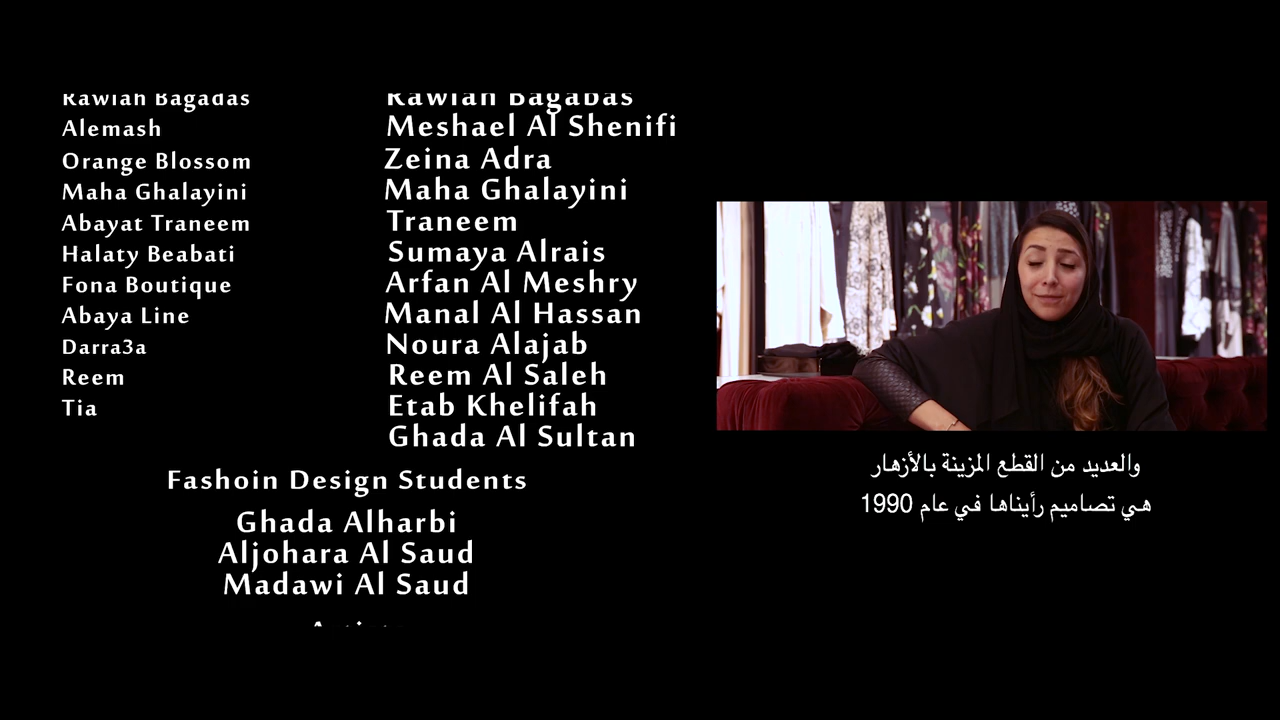 Rawiah Bagadas Rawiah Bagabas
Alemash Meshael Al Shenifi
Orange Blossom Zeina Adra
Maha Ghalayini Maha Ghalayini
Abayat Traneem Traneem
Halaty Beabati Sumaya Alrais
Fona Boutique Arfan Al Meshry
Abaya Line Manal Al Hassan
Darra3a Noura Alajab
Reem Reem Al Saleh
Tia Etab Khelifah
Ghada Al Sultan
Fashoin Design Students
Ghada Alharbi
Aljohara Al Saud
Madawi Al Saud
والعديد من القطع المزينة بالأزهار
هي تصاميم رأيناها في عام 1990